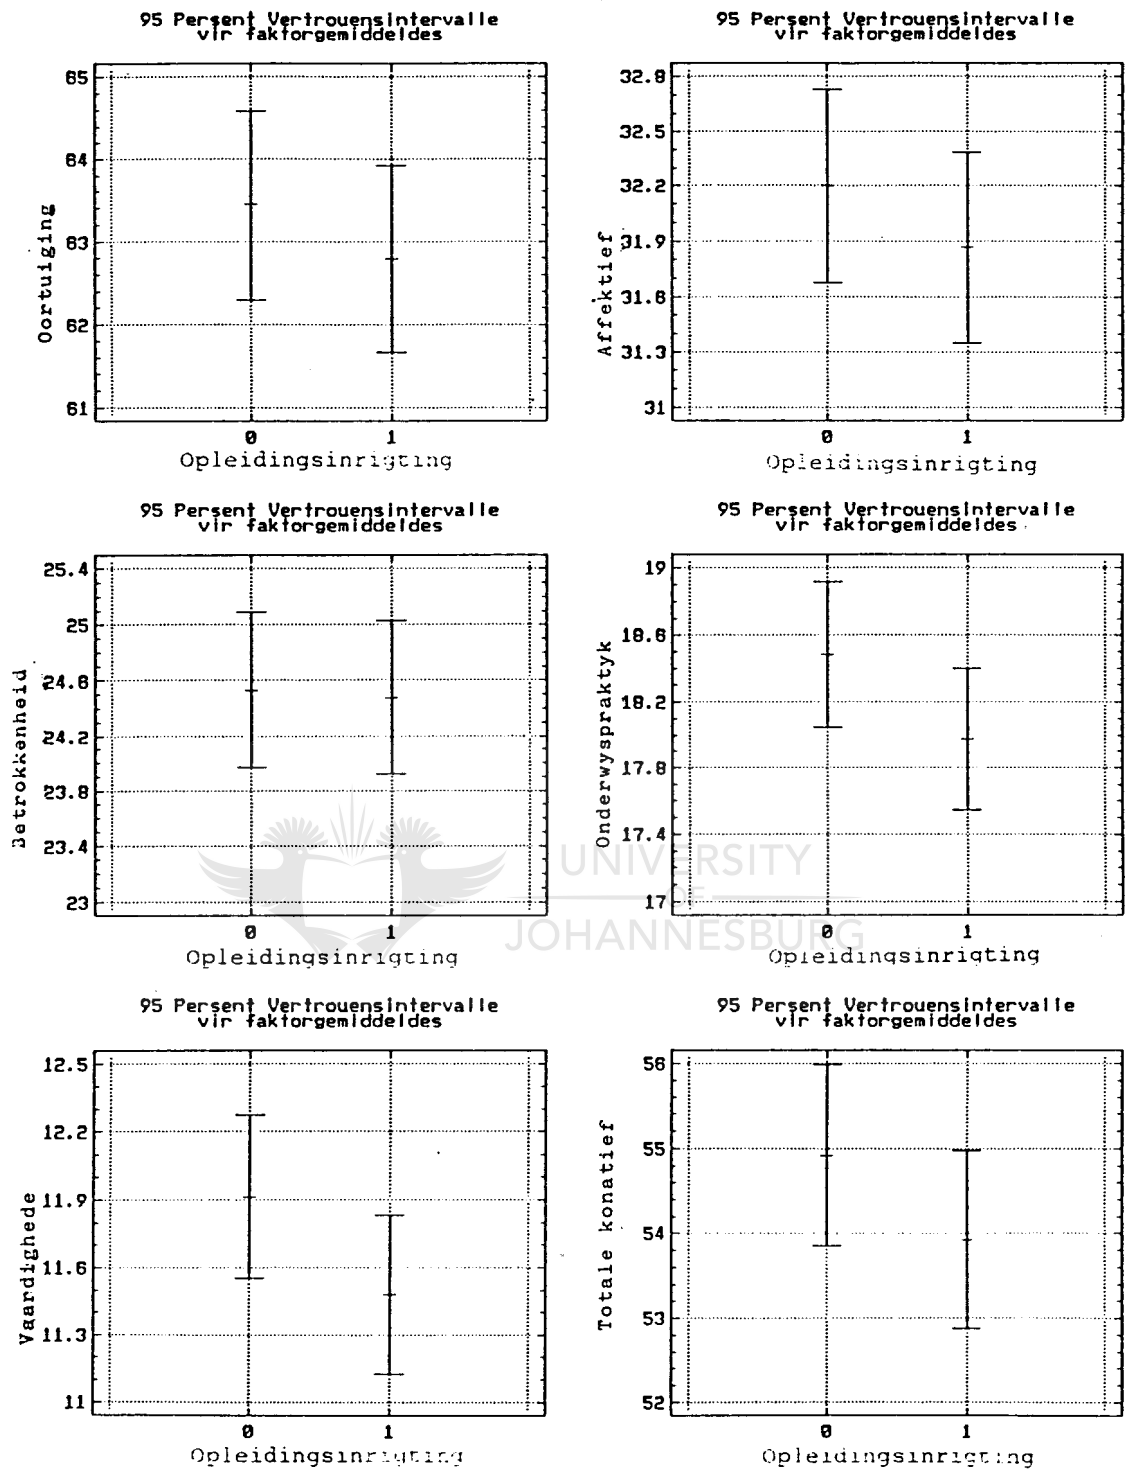 95 Persent Vertrouensintervalle
vir faktorgemiddeldes
65
64
63
62
61
Oortuiging
0 1
Opleidingsinrigting
95 Persent Vertrouensintervalle
vir faktorgemiddeldes
32.8
32.5
32.2
31.9
31.6
31.3
31
Affektief
0 1
Opleidingsinrigting
95 Persent Vertrouensintervalle
vir faktorgemiddeldes
25.4
25
24.6
24.2
23.8
23.4
23
Betrokkenheid
0 1
Opleidingsinrigting
95 Persent Vertrouensintervalle
vir faktorgemiddeldes
19
18.6
18.2
17.8
17.4
17
Onderwyspraktyk
0 1
Opleidingsinrigting
UNIVERSITY
OF
JOHANNESBURG
95 Persent Vertrouensintervalle
vir faktorgemiddeldes
12.5
12.2
11.9
11.6
11.3
11
Vaardighede
0 1
Opleidingsinrigting
95 Persent Vertrouensintervalle
vir faktorgemiddeldes
56
55
54
53
52
Totale konatief
0 1
Opleidingsinrigting